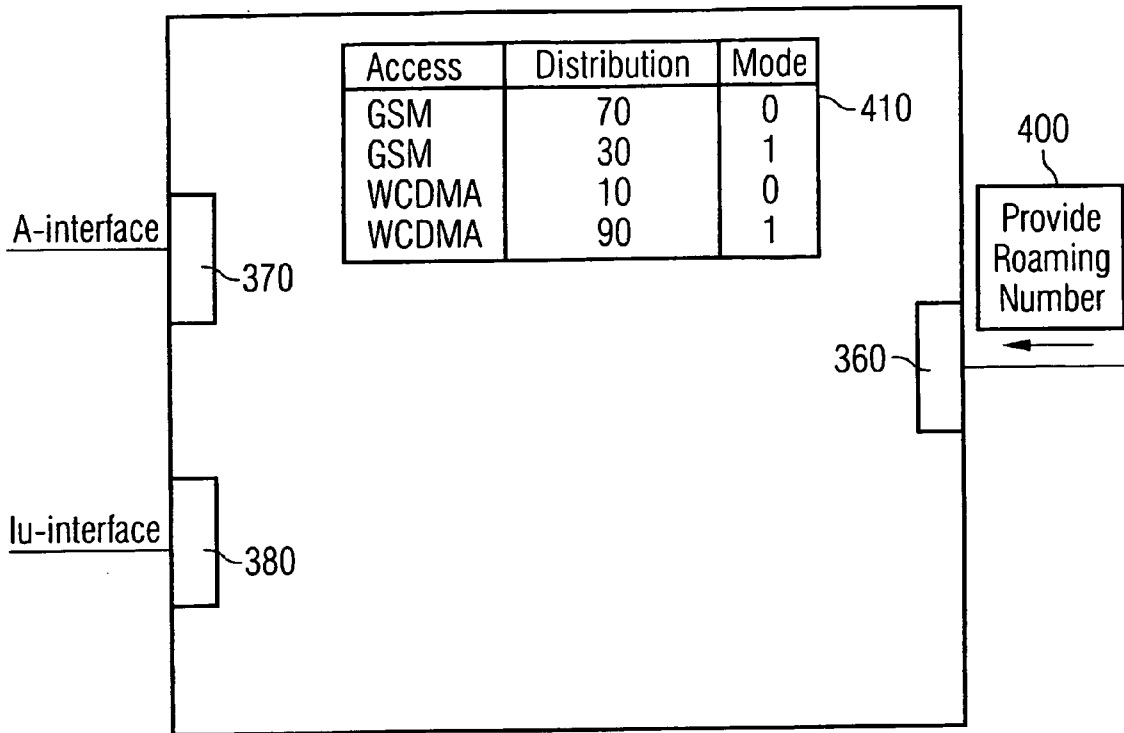 Access Distribution Mode
GSM 70 0
GSM 30 1
WCDMA 10 0
WCDMA 90 1
410
400
Provide
Roaming
Number
A-interface
370
360
Iu-interface
380